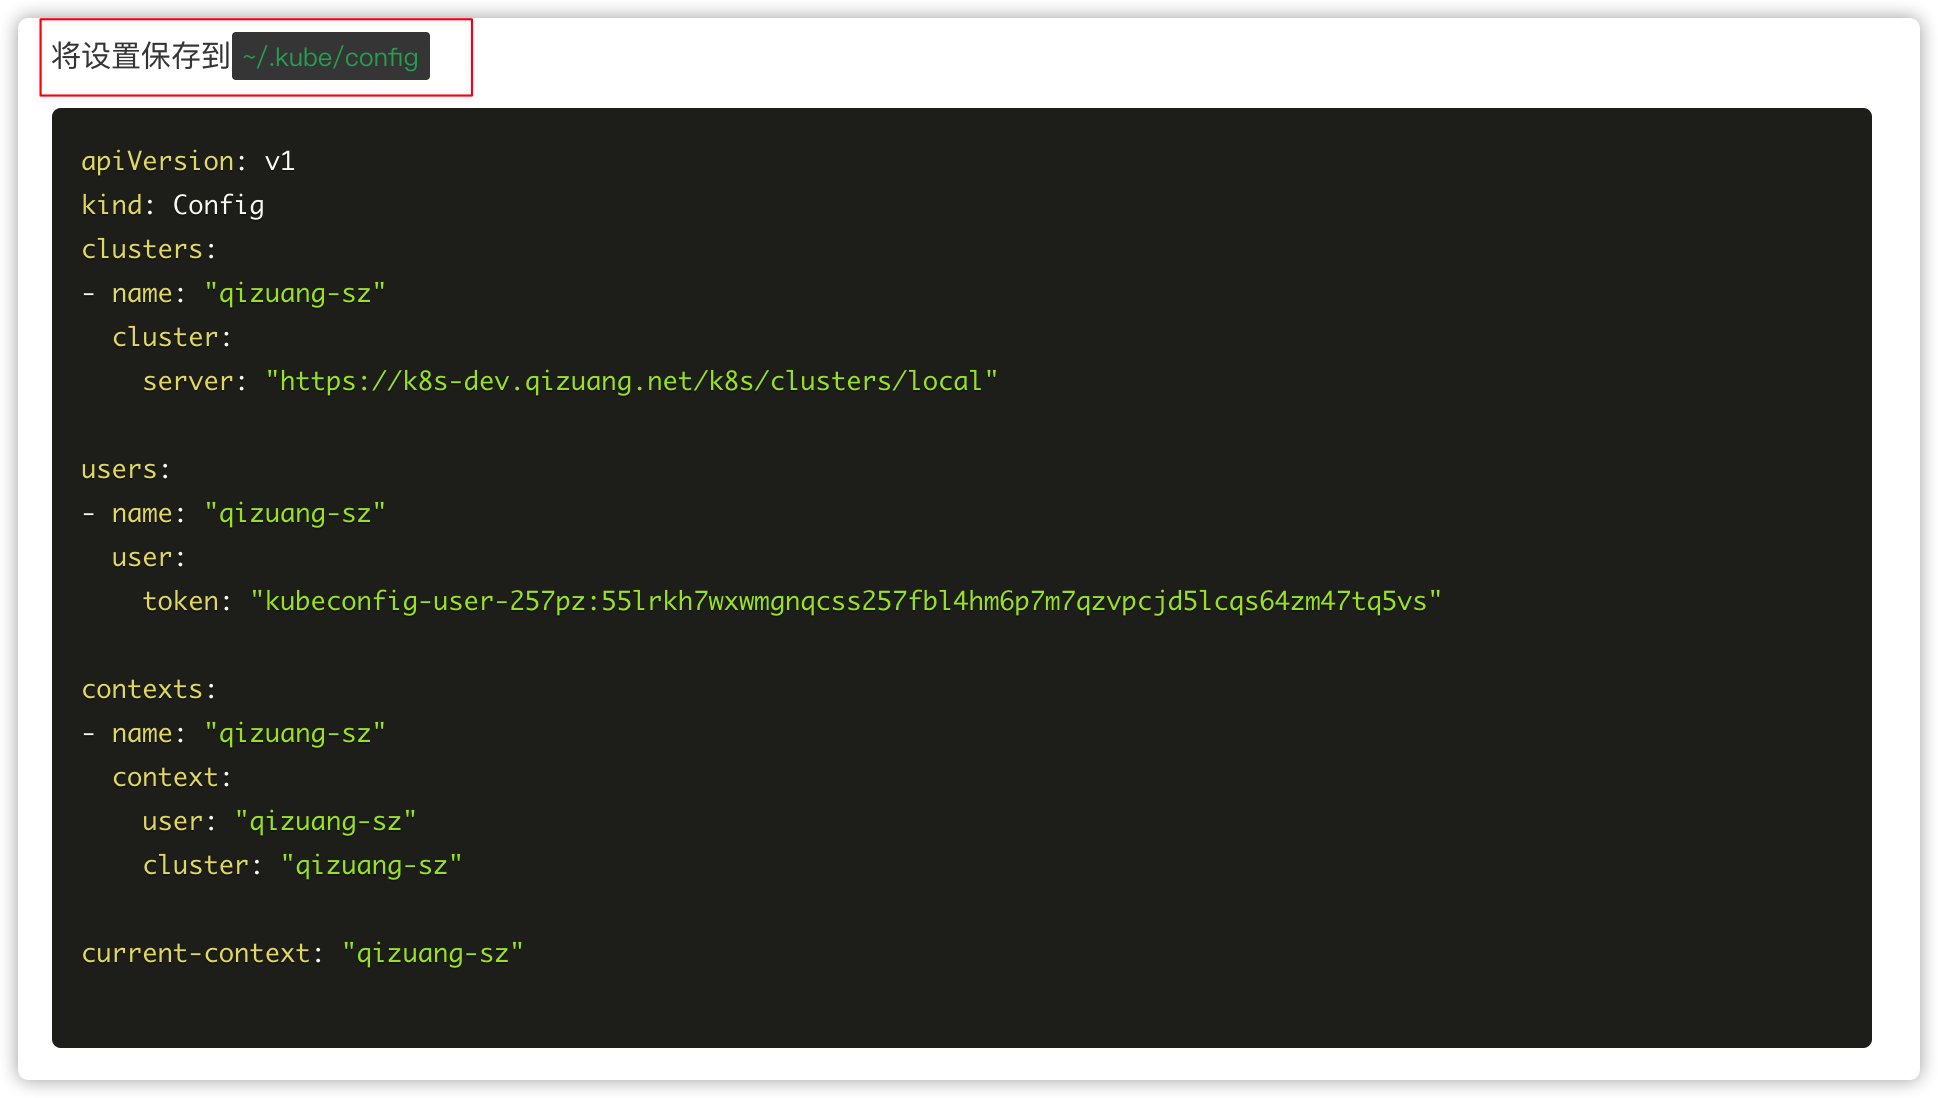 将设置保存到 ~/.kube/config
apiVersion: v1
kind: Config
clusters:
- name: "qizuang-sz"
  cluster:
    server: "https://k8s-dev.qizuang.net/k8s/clusters/local"
users:
- name: "qizuang-sz"
  user:
    token: "kubeconfig-user-257pz:55lrkh7wxwmgnqcss257fbl4hm6p7m7qzvpcjd5lcqs64zm47tq5vs"
contexts:
- name: "qizuang-sz"
  context:
    user: "qizuang-sz"
    cluster: "qizuang-sz"
current-context: "qizuang-sz"